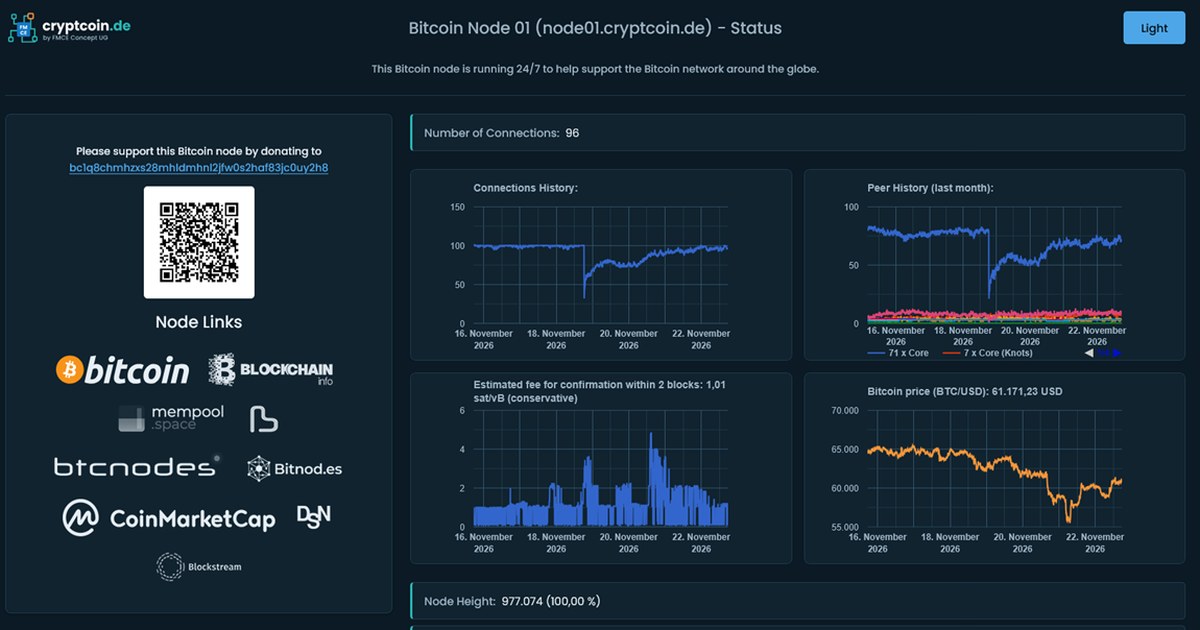 cryptcoin.de
by FMCE Concept UG
FM
CE
Bitcoin Node 01 (node01.cryptcoin.de) - Status
Light
This Bitcoin node is running 24/7 to help support the Bitcoin network around the globe.
Please support this Bitcoin node by donating to
bc1q8chmhzxs28mhldmhnl2jfw0s2haf83jc0uy2h8
Node Links
bitcoin
BLOCKCHAIN
info
mempool
.space
btcnodes
Bitnod.es
CoinMarketCap
DSN
Blockstream
Number of Connections: 96
Connections History:
150
100
50
0
16. November
2026
18. November
2026
20. November
2026
22. November
2026
Peer History (last month):
100
50
0
16. November
2026
18. November
2026
20. November
2026
22. November
2026
71 x Core
7 x Core (Knots)
Estimated fee for confirmation within 2 blocks: 1,01
sat/vB (conservative)
6
4
2
0
16. November
2026
18. November
2026
20. November
2026
22. November
2026
Bitcoin price (BTC/USD): 61.171,23 USD
70.000
65.000
60.000
55.000
16. November
2026
18. November
2026
20. November
2026
22. November
2026
Node Height: 977.074 (100,00 %)